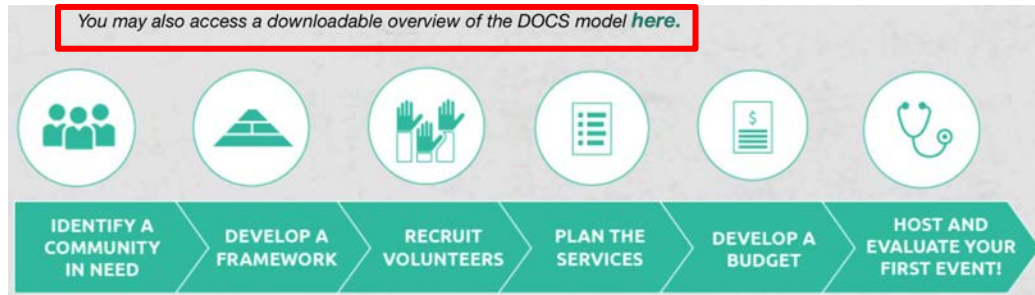 You may also access a downloadable overview of the DOCS model here.
$
IDENTIFY A
COMMUNITY
IN NEED
DEVELOP A
FRAMEWORK
RECRUIT
VOLUNTEERS
PLAN THE
SERVICES
DEVELOP A
BUDGET
HOST AND
EVALUATE YOUR
FIRST EVENT!